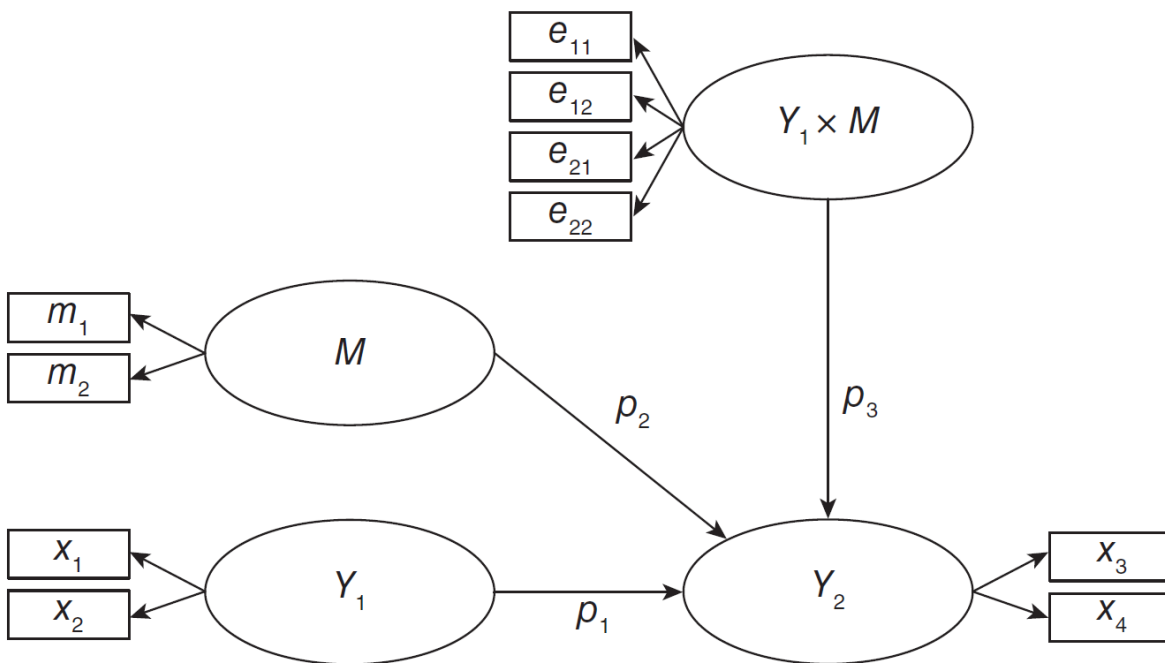 e₁₁
e₁₂
e₂₁
e₂₂
Y₁ × M
m₁
m₂
M
p₂
p₃
x₁
x₂
Y₁
p₁
Y₂
x₃
x₄